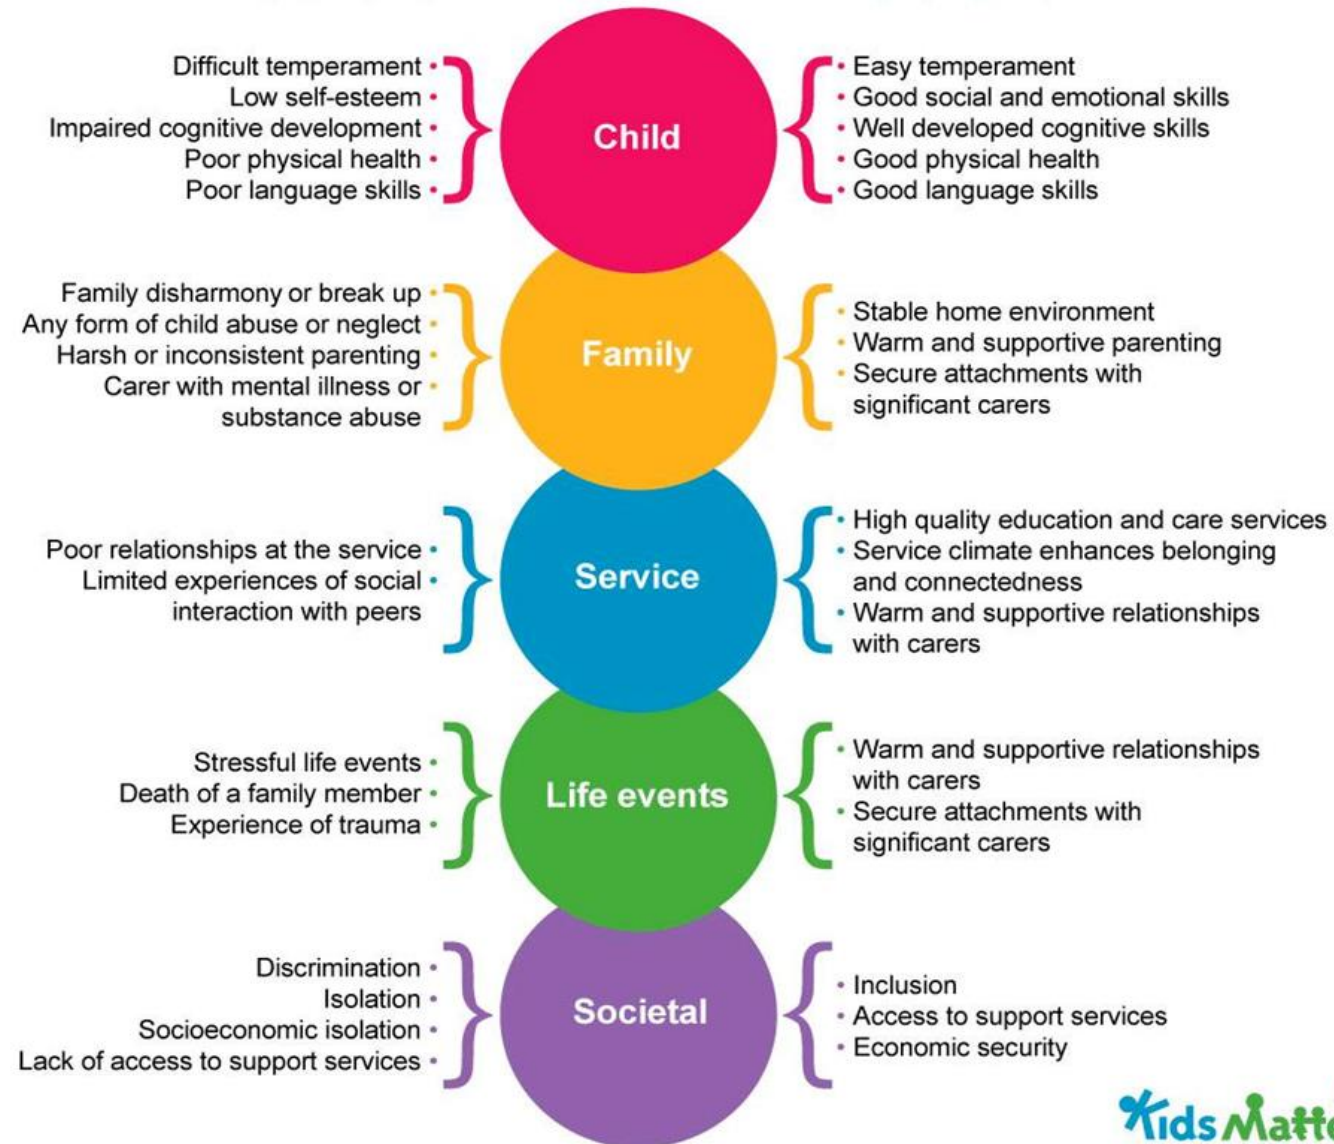 Difficult temperament •
Low self-esteem •
Impaired cognitive development •
Poor physical health •
Poor language skills •
Child
• Easy temperament
• Good social and emotional skills
• Well developed cognitive skills
• Good physical health
• Good language skills
Family disharmony or break up •
Any form of child abuse or neglect •
Harsh or inconsistent parenting •
Carer with mental illness or •
substance abuse
Family
• Stable home environment
• Warm and supportive parenting
• Secure attachments with
significant carers
Poor relationships at the service •
Limited experiences of social •
interaction with peers
Service
• High quality education and care services
• Service climate enhances belonging
and connectedness
• Warm and supportive relationships
with carers
Stressful life events •
Death of a family member •
Experience of trauma •
Life events
• Warm and supportive relationships
with carers
• Secure attachments with
significant carers
Discrimination •
Isolation •
Socioeconomic isolation •
Lack of access to support services •
Societal
• Inclusion
• Access to support services
• Economic security
Kids